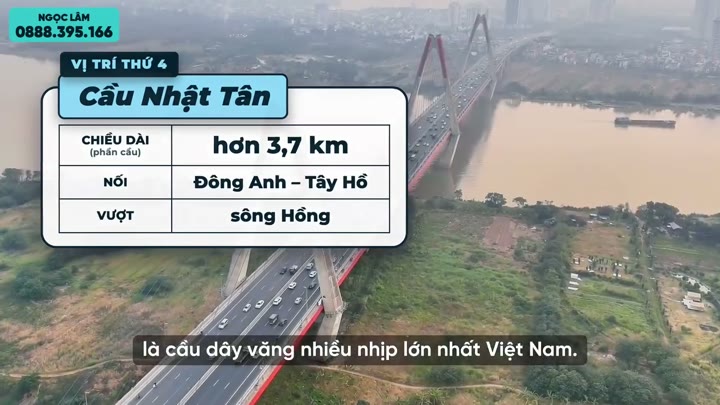 NGỌC LÂM
0888.395.166
VỊ TRÍ THỨ 4
Cầu Nhật Tân
CHIỀU DÀI
(phần cầu)
hơn 3,7 km
NỐI
Đông Anh – Tây Hồ
VƯỢT
sông Hồng
là cầu dây văng nhiều nhịp lớn nhất Việt Nam.